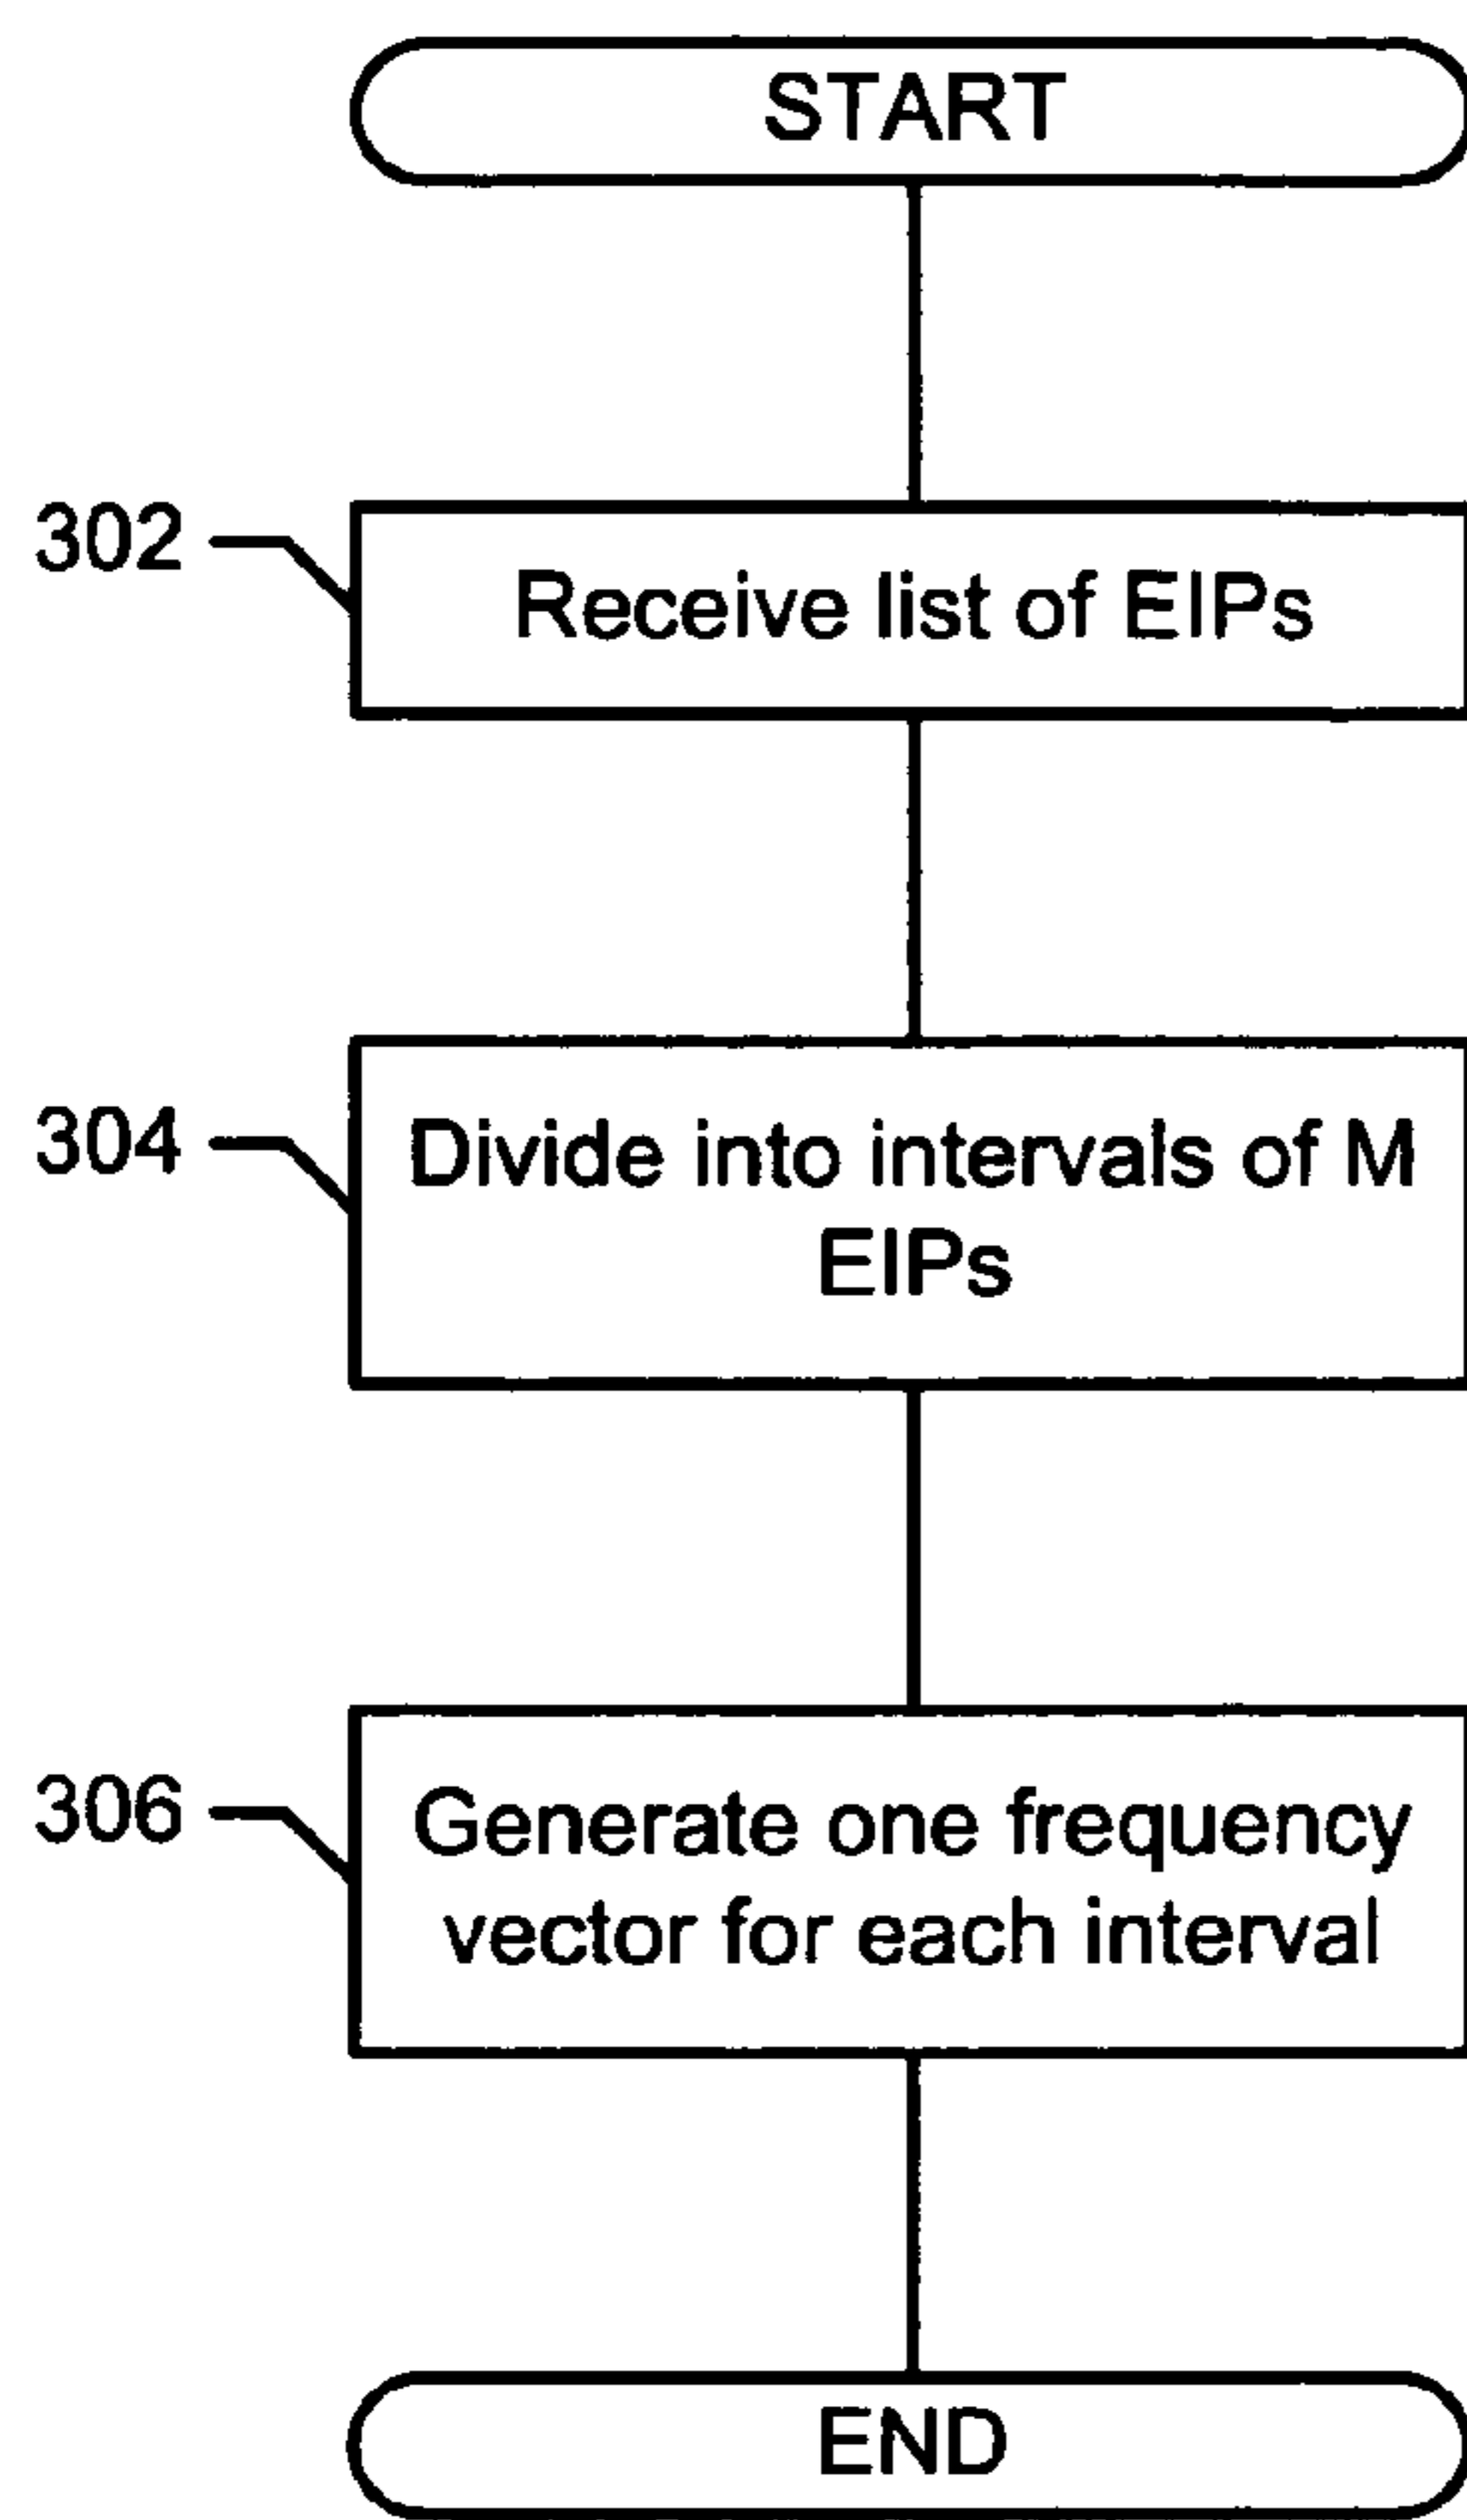 START
302
Receive list of EIPs
304
Divide into intervals of M
EIPs
306
Generate one frequency
vector for each interval
END